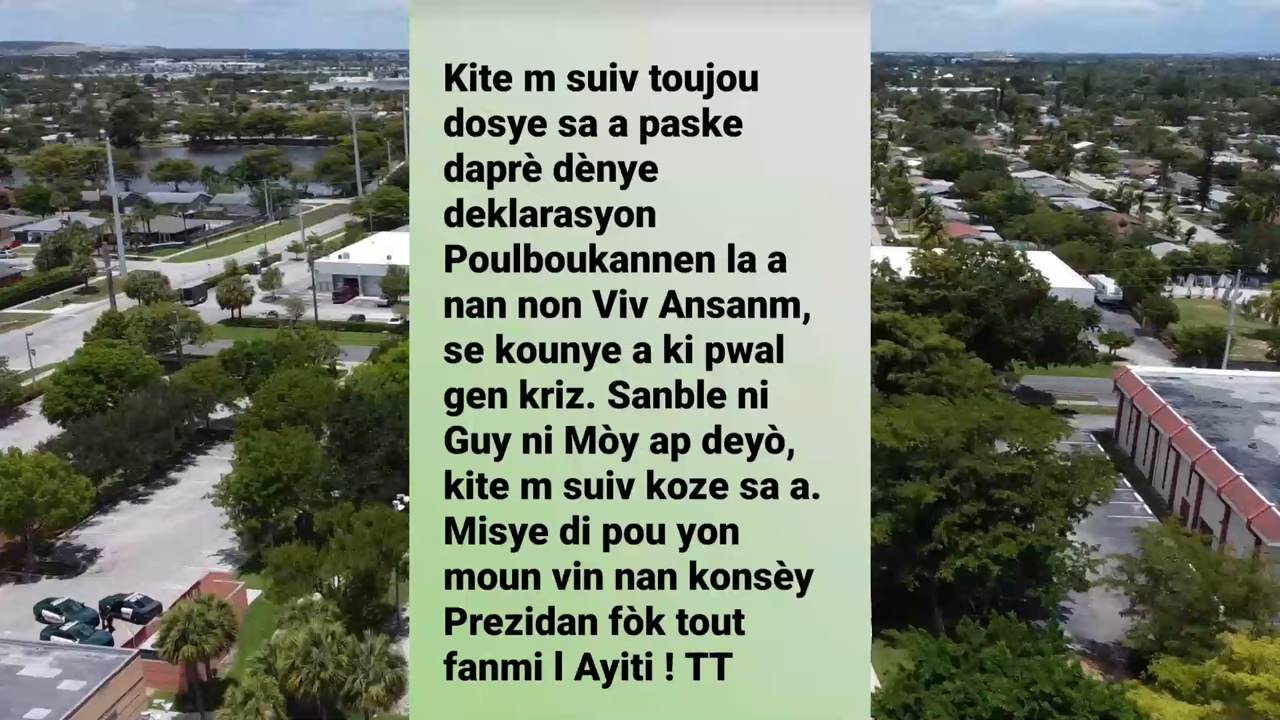 Kite m suiv toujou
dosye sa a paske
daprè dènye
deklarasyon
Poulboukannen la a
nan non Viv Ansanm,
se kounye a ki pwal
gen kriz. Sanble ni
Guy ni Mòy ap deyò,
kite m suiv koze sa a.
Misye di pou yon
moun vin nan konsèy
Prezidan fòk tout
fanmi l Ayiti ! TT